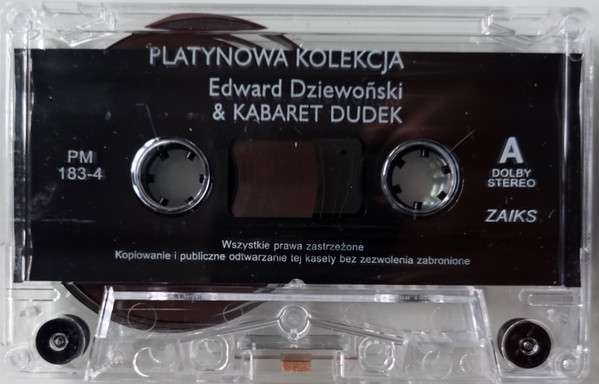 PLATYNOWA KOLEKCJA
Edward Dziewoński
& KABARET DUDEK
PM
183-4
A
DOLBY
STEREO
ZAIKS
Wszystkie prawa zastrzeżone
Kopiowanie i publiczne odtwarzanie tej kasety bez zezwolenia zabronione